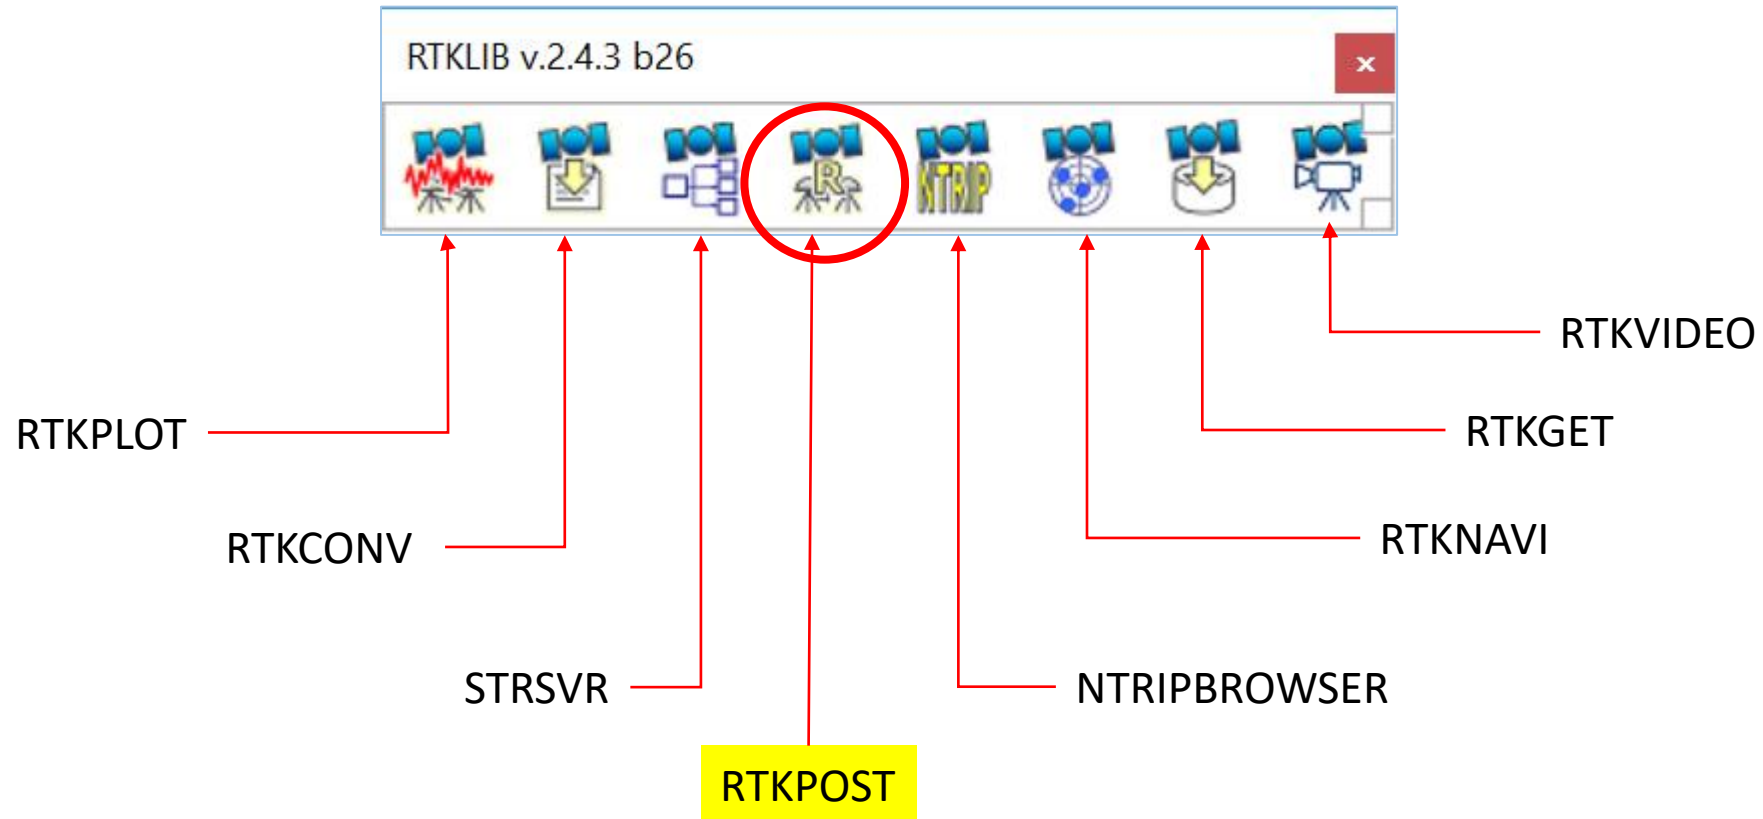 RTKLIB v.2.4.3 b26
x
R
NTRIP
RTKVIDEO
RTKPLOT
RTKGET
RTKCONV
RTKNAVI
STRSVR
NTRIPBROWSER
RTKPOST